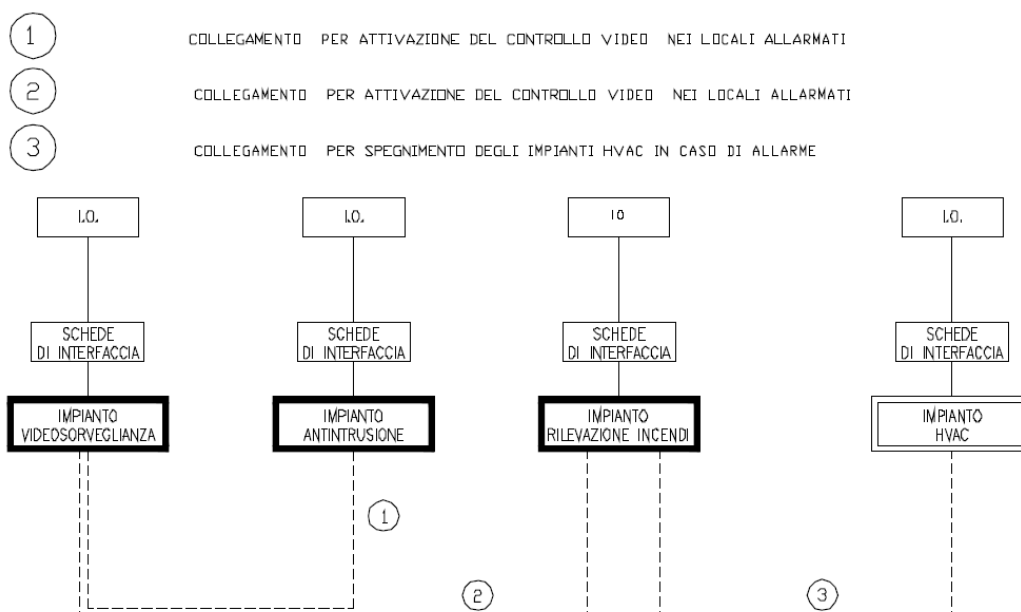 1 COLLEGAMENTO PER ATTIVAZIONE DEL CONTROLLO VIDEO NEI LOCALI ALLARMATI
2 COLLEGAMENTO PER ATTIVAZIONE DEL CONTROLLO VIDEO NEI LOCALI ALLARMATI
3 COLLEGAMENTO PER SPEGNIMENTO DEGLI IMPIANTI HVAC IN CASO DI ALLARME
I.O.
I.O.
IO
I.O.
SCHEDE
DI INTERFACCIA
SCHEDE
DI INTERFACCIA
SCHEDE
DI INTERFACCIA
SCHEDE
DI INTERFACCIA
IMPIANTO
VIDEOSORVEGLIANZA
IMPIANTO
ANTINTRUSIONE
IMPIANTO
RILEVAZIONE INCENDI
IMPIANTO
HVAC
1
2
3